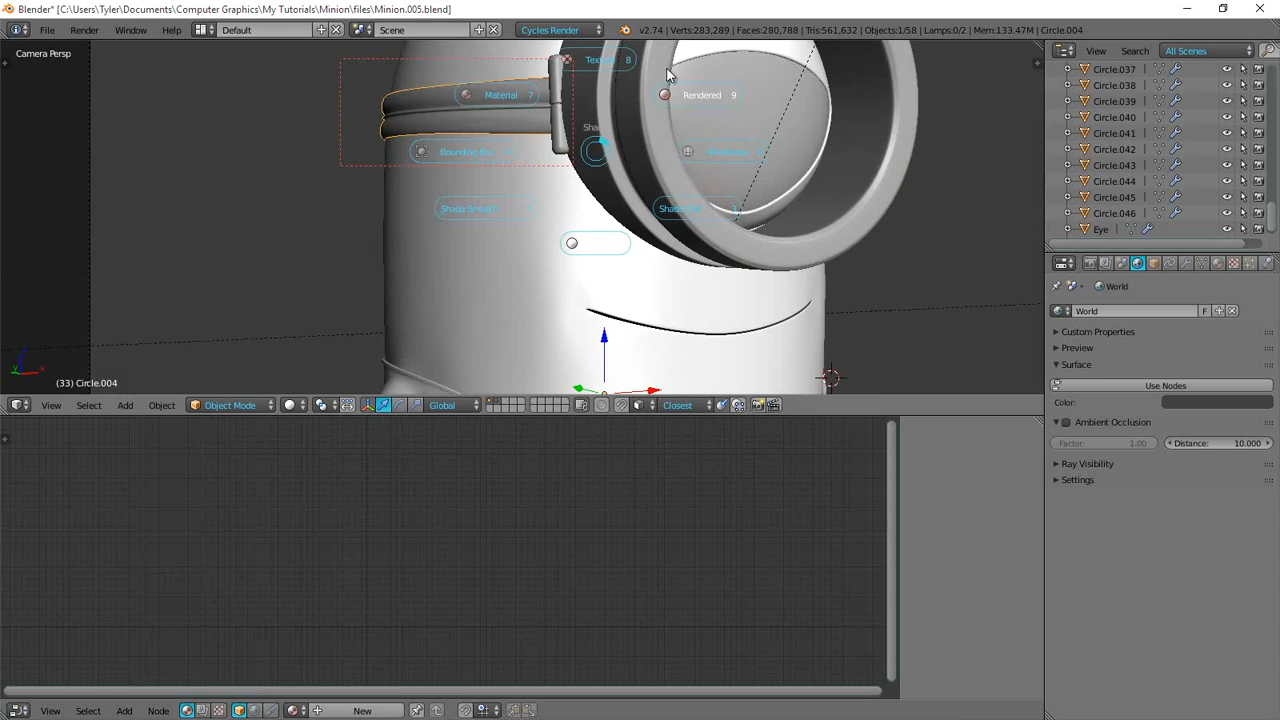 Blender* [C:\Users\Tyler\Documents\Computer Graphics\My Tutorials\Minion\files\Minion.005.blend]
File Render Window Help Default Scene Cycles Render v2.74 | Verts:283,289 | Faces:280,788 | Tris:561,632 | Objects:1/58 | Lamps:0/2 | Mem:133.47M | Circle.004
Camera Persp
View Search All Scenes
Circle.037
Circle.038
Circle.039
Circle.040
Circle.041
Circle.042
Circle.043
Circle.044
Circle.045
Circle.046
Eye
8
Material 7
Rendered 9
Shade Smooth
World
World F
Custom Properties
Preview
Surface
Use Nodes
Color:
Ambient Occlusion
Factor: 1.00 Distance: 10.000
Ray Visibility
Settings
(33) Circle.004
View Select Add Object Object Mode Global Closest
View Select Add Node New